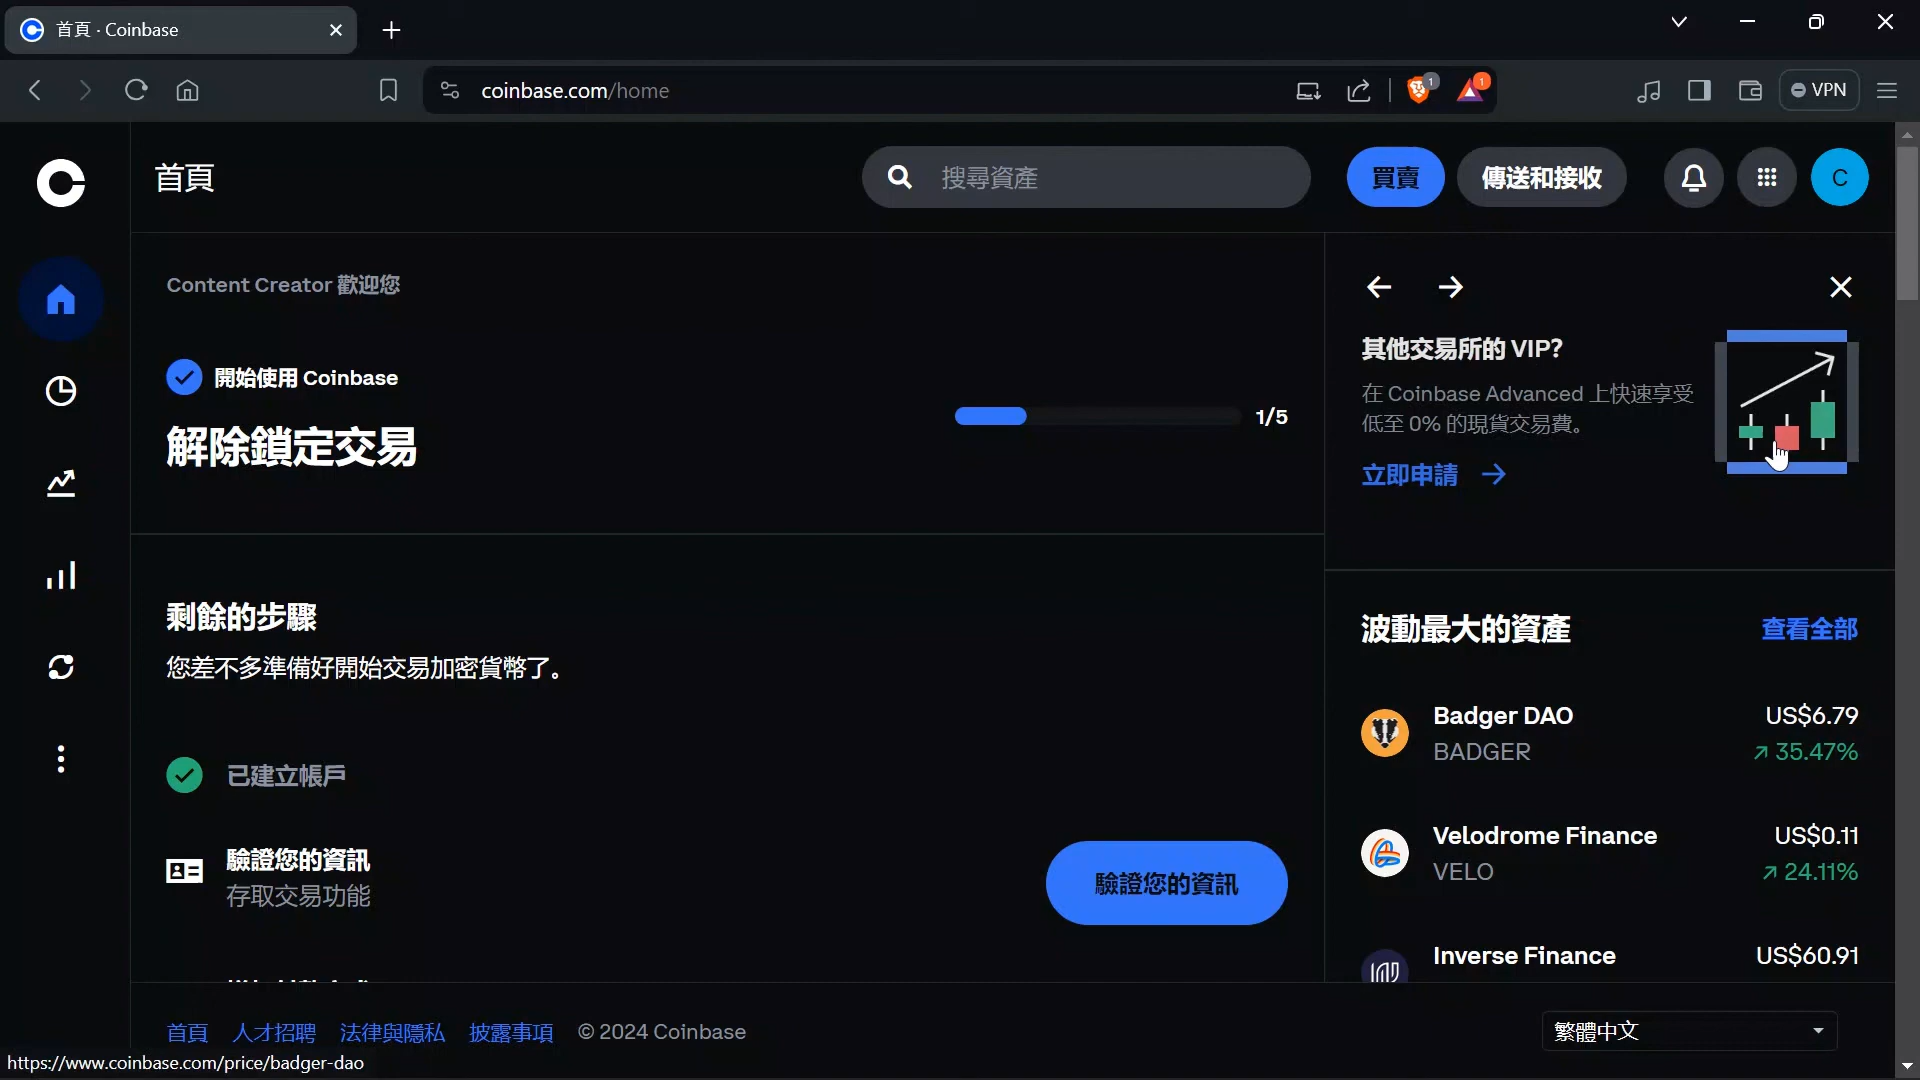 首頁 · Coinbase
coinbase.com/home
1
1
VPN
首頁
搜尋資產
買賣
傳送和接收
C
Content Creator 歡迎您
開始使用 Coinbase
解除鎖定交易
1/5
剩餘的步驟
您差不多準備好開始交易加密貨幣了。
已建立帳戶
驗證您的資訊
存取交易功能
驗證您的資訊
其他交易所的 VIP?
在 Coinbase Advanced 上快速享受
低至 0% 的現貨交易費。
立即申請
波動最大的資產
查看全部
Badger DAO
US$6.79
BADGER
↗ 35.47%
Velodrome Finance
US$0.11
VELO
↗ 24.11%
Inverse Finance
US$60.91
首頁 人才招聘 法律與隱私 披露事項 © 2024 Coinbase
繁體中文
https://www.coinbase.com/price/badger-dao